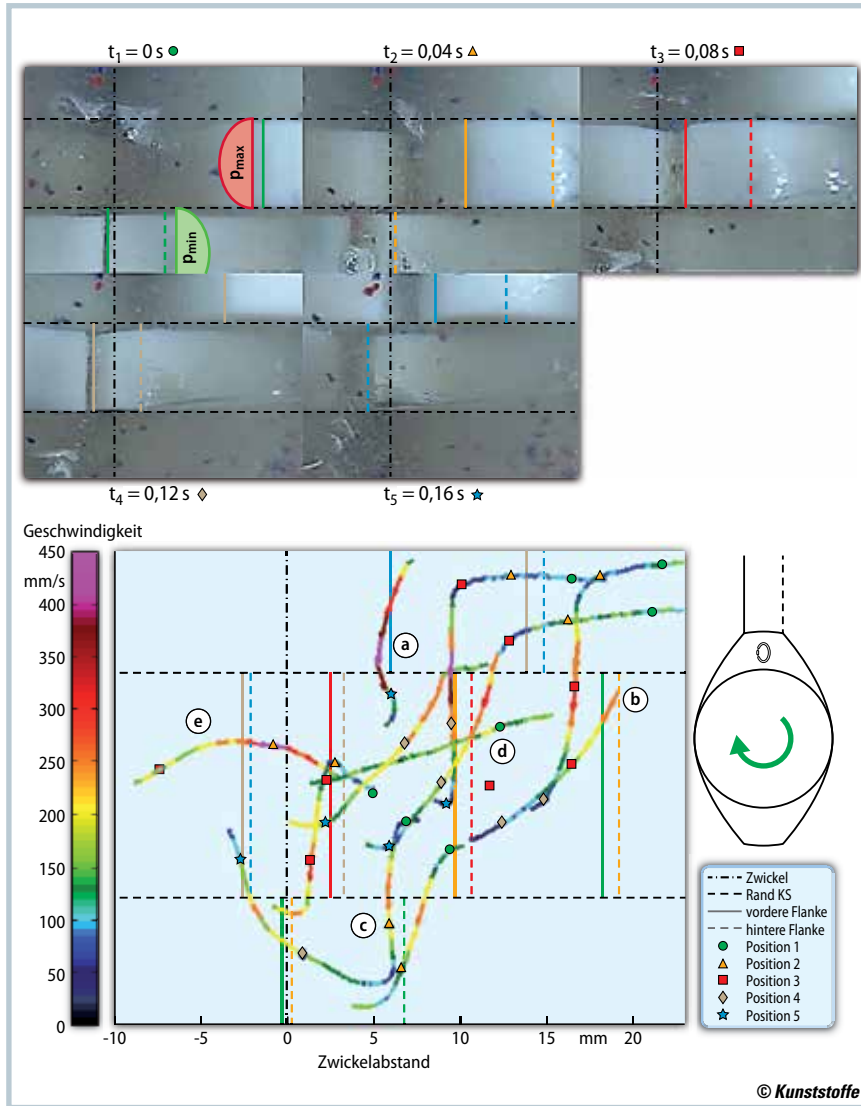 t1 = 0 s
t2 = 0,04 s
t3 = 0,08 s
pmax
pmin
t4 = 0,12 s
t5 = 0,16 s
Geschwindigkeit
450
mm/s
400
350
300
250
200
150
100
50
0
a
b
e
d
c
-10
-5
0
5
10
15
mm
20
Zwickelabstand
Zwickel
Rand KS
vordere Flanke
hintere Flanke
Position 1
Position 2
Position 3
Position 4
Position 5
© Kunststoffe